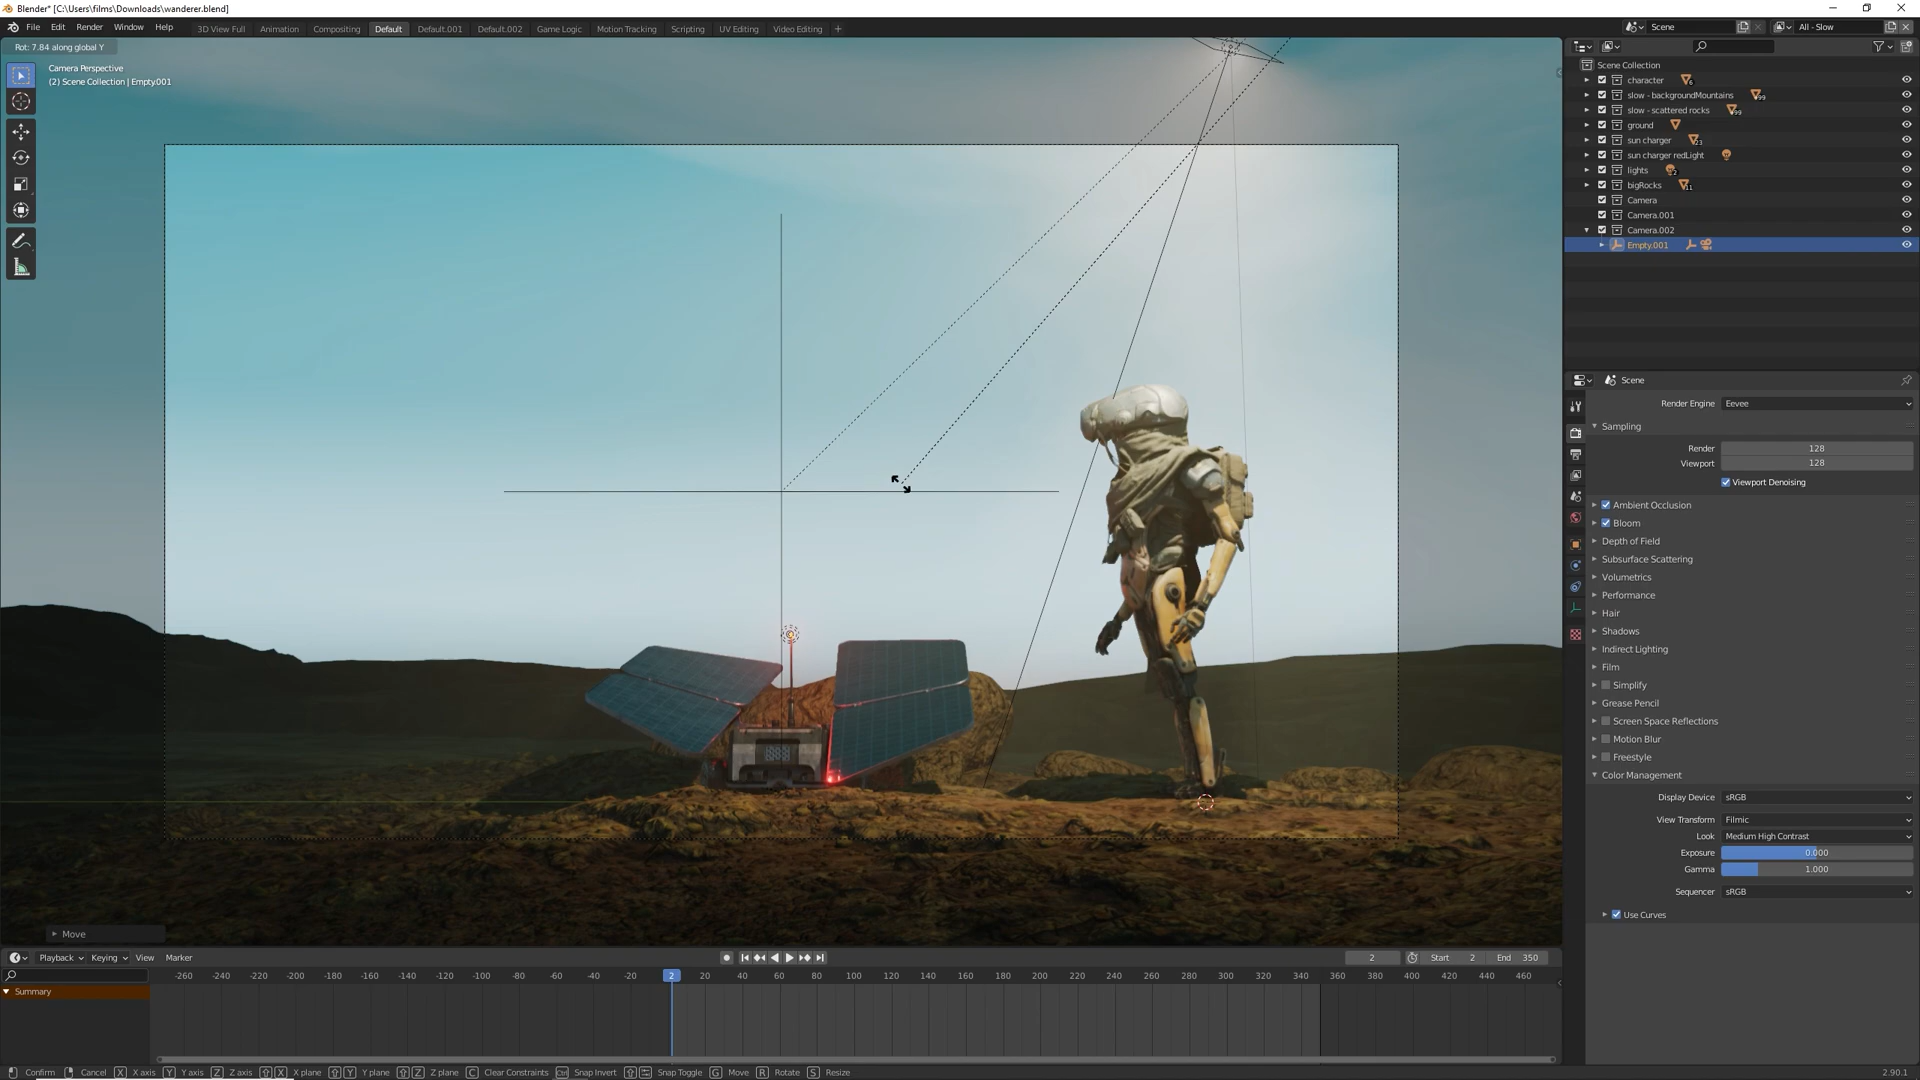 Blender* [C:\Users\films\Downloads\wanderer.blend]
File Edit Render Window Help 3D View Full Animation Compositing Default Default.001 Default.002 Game Logic Motion Tracking Scripting UV Editing Video Editing + Scene All - Slow
Rot: 7.84 along global Y
Camera Perspective
(2) Scene Collection | Empty.001
Scene Collection
character 6
slow - backgroundMountains 99
slow - scattered rocks 99
ground
sun charger 23
sun charger redLight
lights 2
bigRocks 11
Camera
Camera.001
Camera.002
Empty.001
Scene
Render Engine Eevee
Sampling
Render 128
Viewport 128
Viewport Denoising
Ambient Occlusion
Bloom
Depth of Field
Subsurface Scattering
Volumetrics
Performance
Hair
Shadows
Indirect Lighting
Film
Simplify
Grease Pencil
Screen Space Reflections
Motion Blur
Freestyle
Color Management
Display Device sRGB
View Transform Filmic
Look Medium High Contrast
Exposure 0.000
Gamma 1.000
Sequencer sRGB
Use Curves
Move
Playback Keying View Marker 2 Start 2 End 350
-260 -240 -220 -200 -180 -160 -140 -120 -100 -80 -60 -40 -20 2 20 40 60 80 100 120 140 160 180 200 220 240 260 280 300 320 340 360 380 400 420 440 460
Summary
Confirm Cancel X X axis Y Y axis Z Z axis X X plane Y Y plane Z Z plane C Clear Constraints Ctrl Snap Invert Snap Toggle G Move R Rotate S Resize 2.90.1